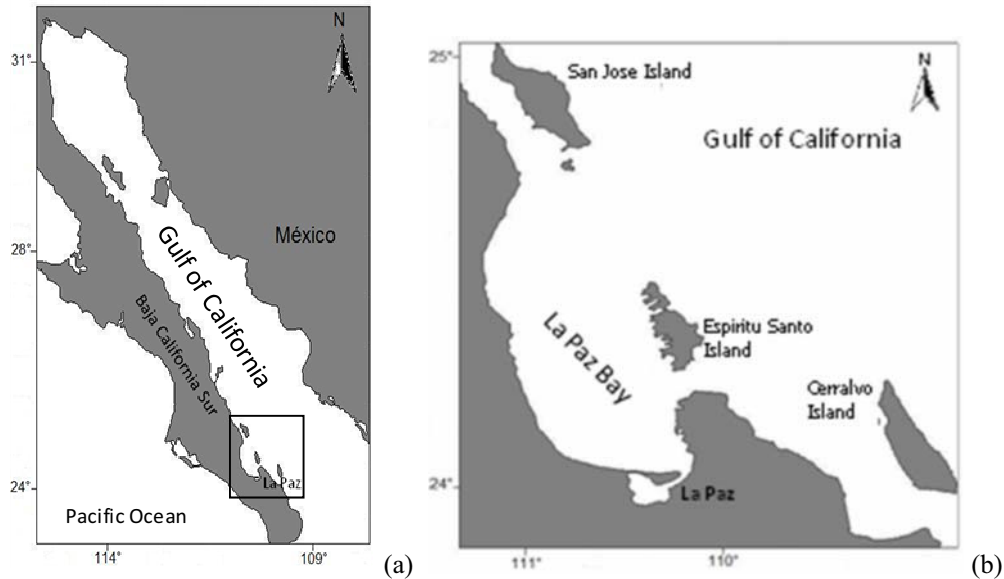 N
31°
México
28°
Gulf of California
Baja California Sur
La Paz
24°
Pacific Ocean
114°
109°
(a)
25°
San Jose Island
N
Gulf of California
Espiritu Santo
Island
La Paz Bay
Cerralvo
Island
24°
La Paz
111°
110°
(b)